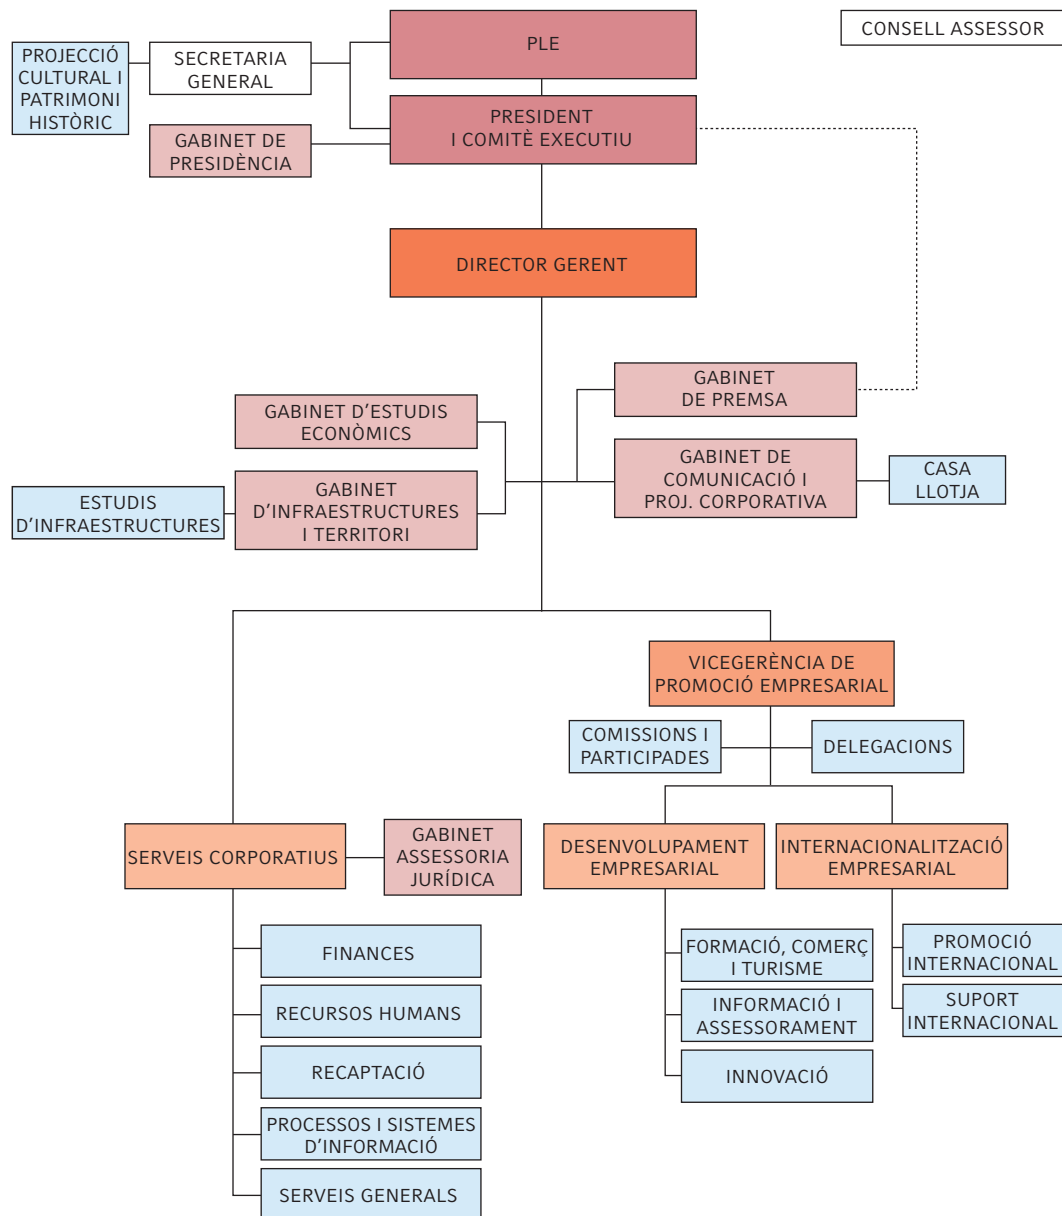 PLE
CONSELL ASSESSOR
PROJECCIÓ
CULTURAL I
PATRIMONI
HISTÒRIC
SECRETARIA
GENERAL
PRESIDENT
I COMITÈ EXECUTIU
GABINET DE
PRESIDÈNCIA
DIRECTOR GERENT
GABINET
DE PREMSA
GABINET D'ESTUDIS
ECONÒMICS
GABINET DE
COMUNICACIÓ I
PROJ. CORPORATIVA
CASA
LLOTJA
ESTUDIS
D'INFRAESTRUCTURES
GABINET
D'INFRAESTRUCTURES
I TERRITORI
VICEGERÈNCIA DE
PROMOCIÓ EMPRESARIAL
COMISSIONS I
PARTICIPADES
DELEGACIONS
SERVEIS CORPORATIUS
GABINET
ASSESSORIA
JURÍDICA
DESENVOLUPAMENT
EMPRESARIAL
INTERNACIONALITZACIÓ
EMPRESARIAL
FINANCES
RECURSOS HUMANS
RECAPTACIÓ
PROCESSOS I SISTEMES
D'INFORMACIÓ
SERVEIS GENERALS
FORMACIÓ, COMERÇ
I TURISME
INFORMACIÓ I
ASSESSORAMENT
INNOVACIÓ
PROMOCIÓ
INTERNACIONAL
SUPORT
INTERNACIONAL